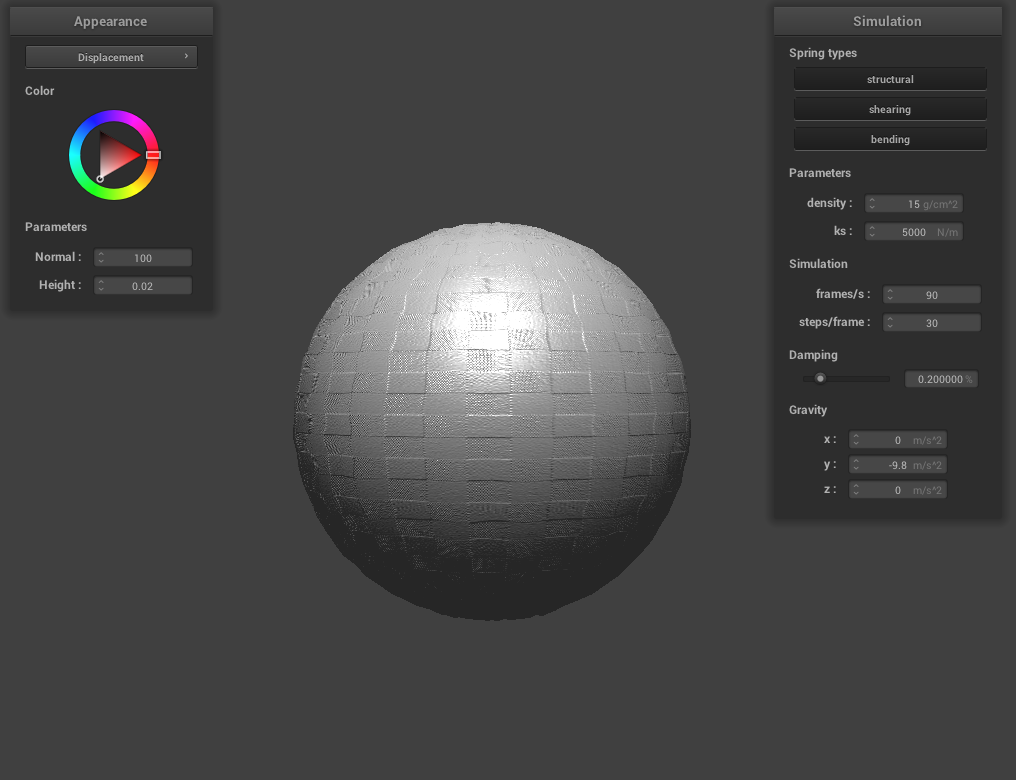 Appearance
Displacement
Color
Parameters
Normal : 100
Height : 0.02
Simulation
Spring types
structural
shearing
bending
Parameters
density : 15 g/cm^2
ks : 5000 N/m
Simulation
frames/s : 90
steps/frame : 30
Damping
0.200000 %
Gravity
x : 0 m/s^2
y : -9.8 m/s^2
z : 0 m/s^2